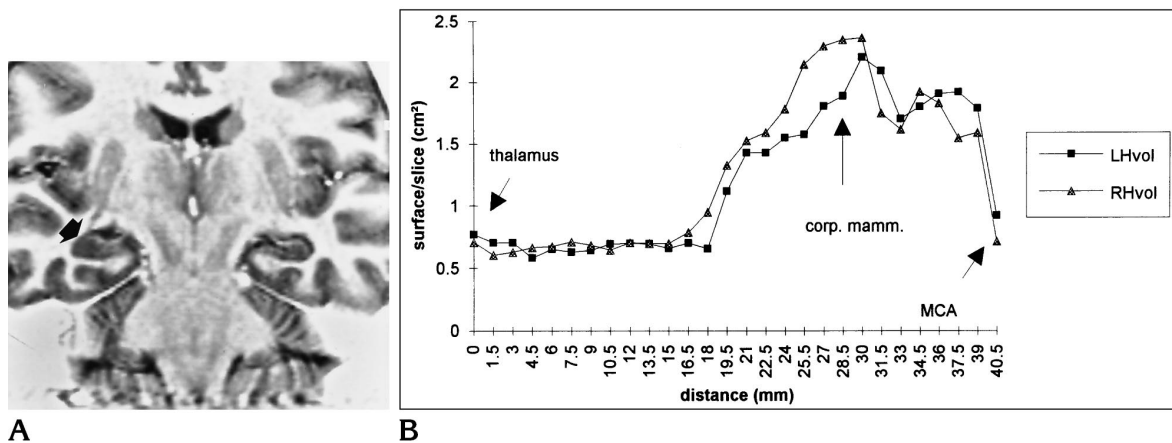 2.5
2
1.5
1
0.5
0
surface/slice (cm²)
thalamus
corp. mamm.
MCA
0 1.5 3 4.5 6 7.5 9 10.5 12 13.5 15 16.5 18 19.5 21 22.5 24 25.5 27 28.5 30 31.5 33 34.5 36 37.5 39 40.5
distance (mm)
LHvol
RHvol
A
B